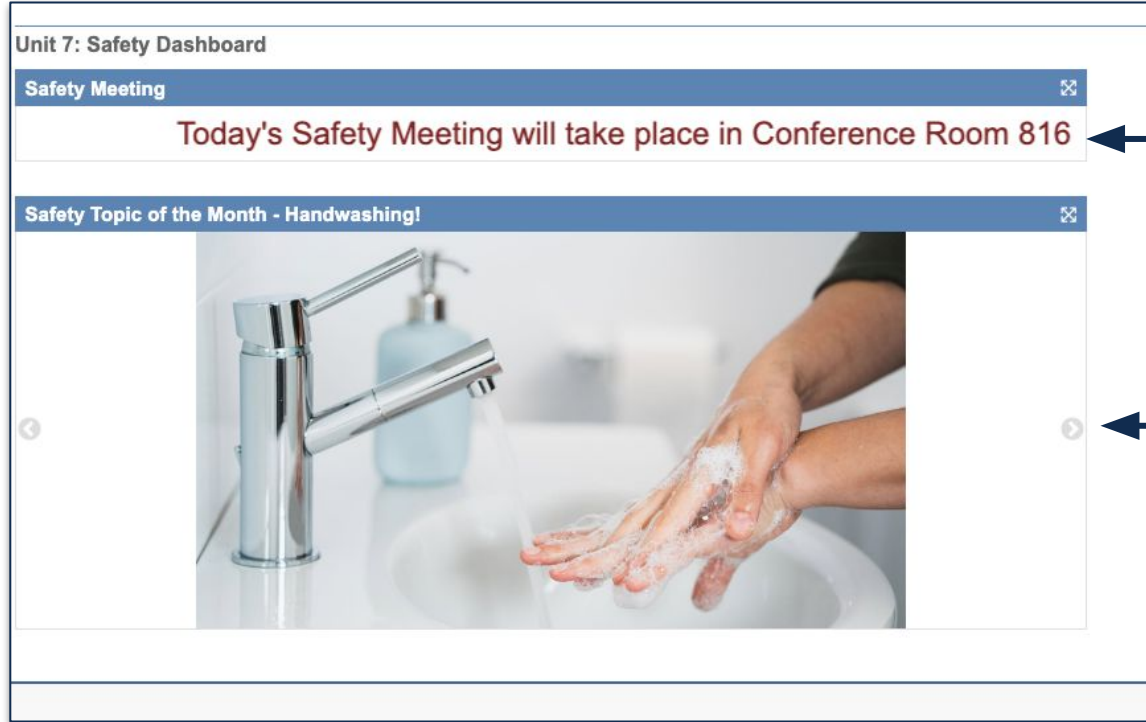 Unit 7: Safety Dashboard
Safety Meeting
Today's Safety Meeting will take place in Conference Room 816
Safety Topic of the Month - Handwashing!